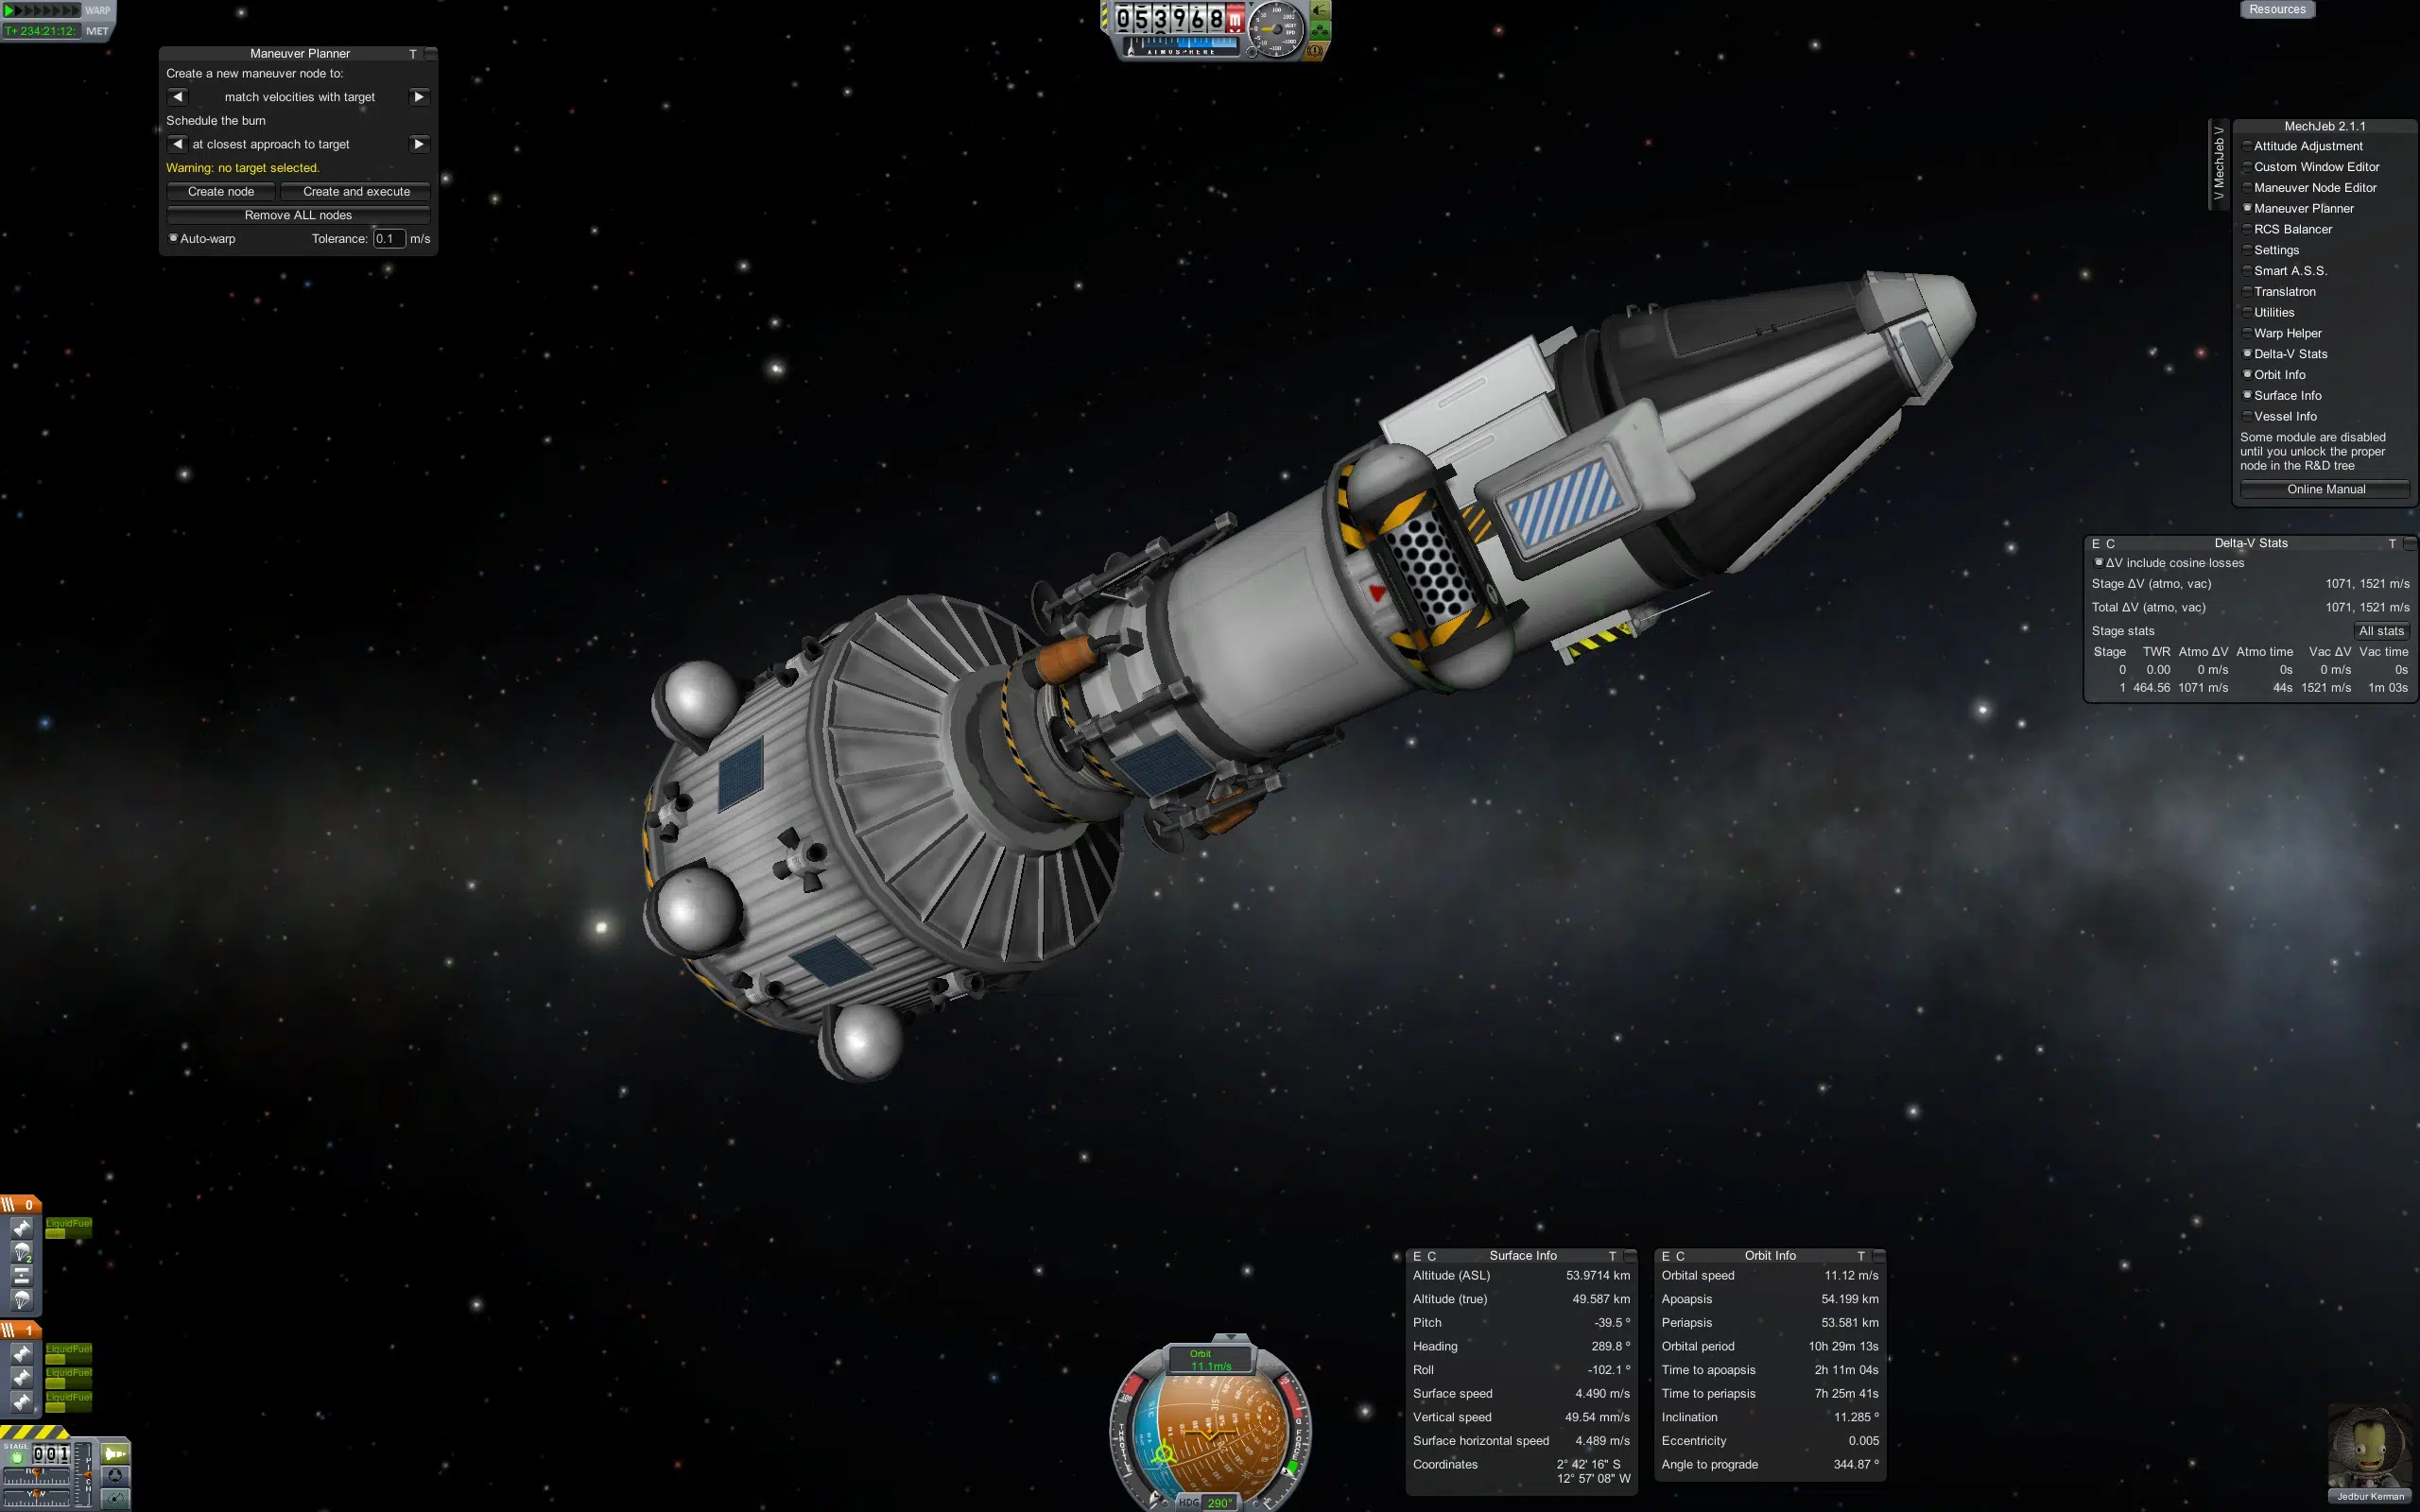 WARP
T+ 234:21:12: MET
053968m
ATMOSPHERE
Resources
Maneuver Planner T
Create a new maneuver node to:
match velocities with target
Schedule the burn
at closest approach to target
Warning: no target selected.
Create node Create and execute
Remove ALL nodes
Auto-warp Tolerance: 0.1 m/s
V MechJeb V
MechJeb 2.1.1
Attitude Adjustment
Custom Window Editor
Maneuver Node Editor
Maneuver Planner
RCS Balancer
Settings
Smart A.S.S.
Translatron
Utilities
Warp Helper
Delta-V Stats
Orbit Info
Surface Info
Vessel Info
Some module are disabled
until you unlock the proper
node in the R&D tree
Online Manual
E C Delta-V Stats T
ΔV include cosine losses
Stage ΔV (atmo, vac) 1071, 1521 m/s
Total ΔV (atmo, vac) 1071, 1521 m/s
Stage stats All stats
Stage TWR Atmo ΔV Atmo time Vac ΔV Vac time
0 0.00 0 m/s 0s 0 m/s 0s
1 464.56 1071 m/s 44s 1521 m/s 1m 03s
0
LiquidFuel
2
1
LiquidFuel
LiquidFuel
LiquidFuel
STAGE
001
ROLL
YAW
PITCH
Orbit
11.1m/s
HDG 290°
E C Surface Info T
Altitude (ASL) 53.9714 km
Altitude (true) 49.587 km
Pitch -39.5 º
Heading 289.8 º
Roll -102.1 º
Surface speed 4.490 m/s
Vertical speed 49.54 mm/s
Surface horizontal speed 4.489 m/s
Coordinates 2° 42' 16" S
12° 57' 08" W
E C Orbit Info T
Orbital speed 11.12 m/s
Apoapsis 54.199 km
Periapsis 53.581 km
Orbital period 10h 29m 13s
Time to apoapsis 2h 11m 04s
Time to periapsis 7h 25m 41s
Inclination 11.285 º
Eccentricity 0.005
Angle to prograde 344.87 º
Jedbur Kerman